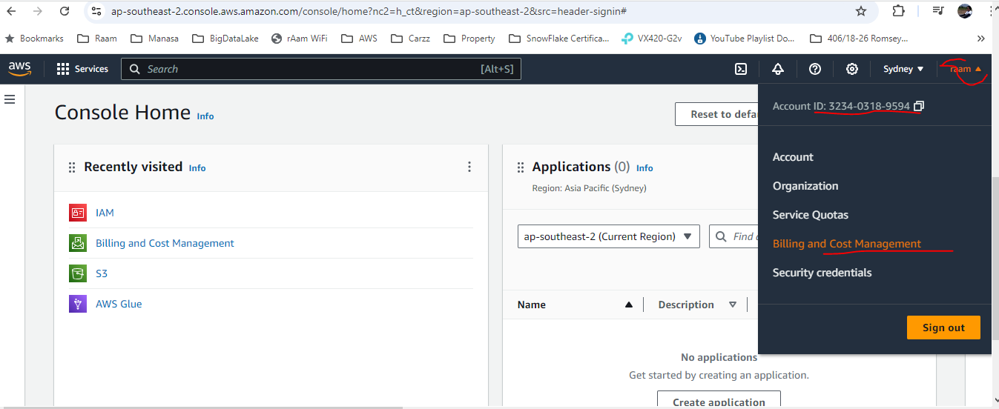 ap-southeast-2.console.aws.amazon.com/console/home?nc2=h_ct&region=ap-southeast-2&src=header-signin#
Bookmarks Raam Manasa BigDataLake rAam WiFi AWS Carzz Property SnowFlake Certifica... VX420-G2v YouTube Playlist Do... 406/18-26 Romsey... »
aws Services Search [Alt+S] Sydney raam
Account ID: 3234-0318-9594
Console Home Info
Reset to defa
Recently visited Info
Applications (0) Info
Region: Asia Pacific (Sydney)
Account
Organization
Service Quotas
Billing and Cost Management
Security credentials
Sign out
IAM
Billing and Cost Management
S3
AWS Glue
ap-southeast-2 (Current Region)
Find
Name Description
No applications
Get started by creating an application.
Create application